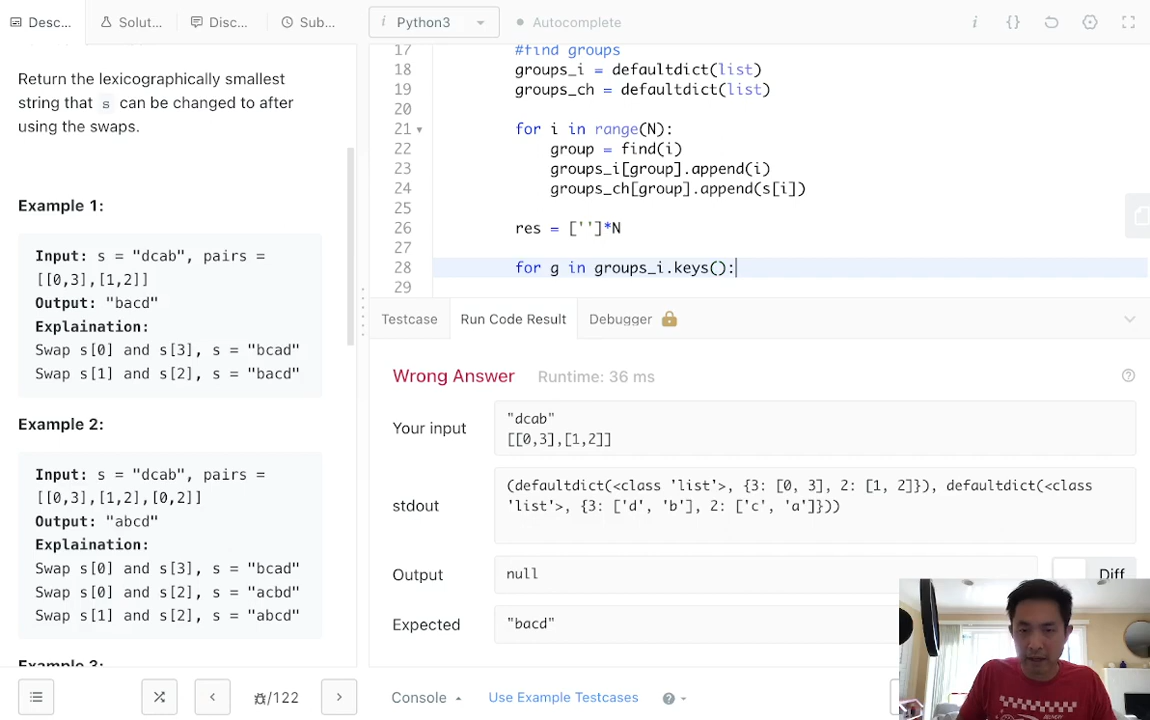 Desc...
Solut...
Disc...
Sub...
i Python3
Autocomplete
i {}
Return the lexicographically smallest
string that s can be changed to after
using the swaps.
Example 1:
Input: s = "dcab", pairs =
[[0,3],[1,2]]
Output: "bacd"
Explaination:
Swap s[0] and s[3], s = "bcad"
Swap s[1] and s[2], s = "bacd"
Example 2:
Input: s = "dcab", pairs =
[[0,3],[1,2],[0,2]]
Output: "abcd"
Explaination:
Swap s[0] and s[3], s = "bcad"
Swap s[0] and s[2], s = "acbd"
Swap s[1] and s[2], s = "abcd"
Example 3:
/122
17 #find groups
18 groups_i = defaultdict(list)
19 groups_ch = defaultdict(list)
20
21 for i in range(N):
22 group = find(i)
23 groups_i[group].append(i)
24 groups_ch[group].append(s[i])
25
26 res = ['']*N
27
28 for g in groups_i.keys():
29
Testcase
Run Code Result
Debugger
Wrong Answer
Runtime: 36 ms
Your input
"dcab"
[[0,3],[1,2]]
stdout
(defaultdict(<class 'list'>, {3: [0, 3], 2: [1, 2]}), defaultdict(<class
'list'>, {3: ['d', 'b'], 2: ['c', 'a']}))
Output
null
Diff
Expected
"bacd"
Console
Use Example Testcases